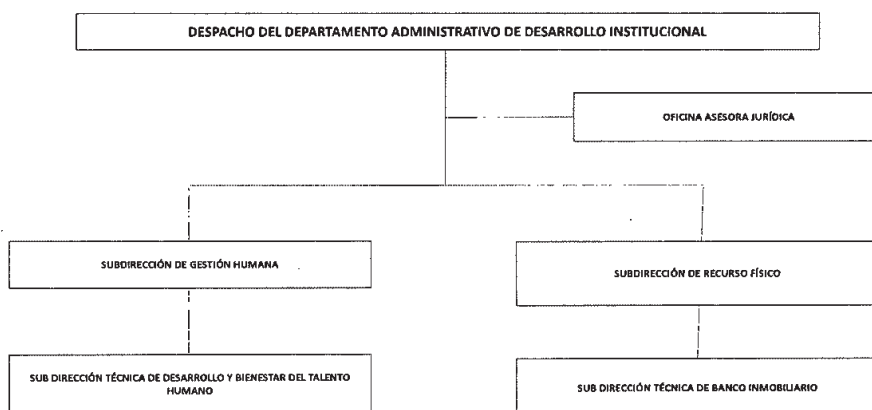 DESPACHO DEL DEPARTAMENTO ADMINISTRATIVO DE DESARROLLO INSTITUCIONAL
OFICINA ASESORA JURÍDICA
SUBDIRECCIÓN DE GESTIÓN HUMANA
SUBDIRECCIÓN DE RECURSO FÍSICO
SUB DIRECCIÓN TÉCNICA DE DESARROLLO Y BIENESTAR DEL TALENTO
HUMANO
SUB DIRECCIÓN TÉCNICA DE BANCO INMOBILIARIO